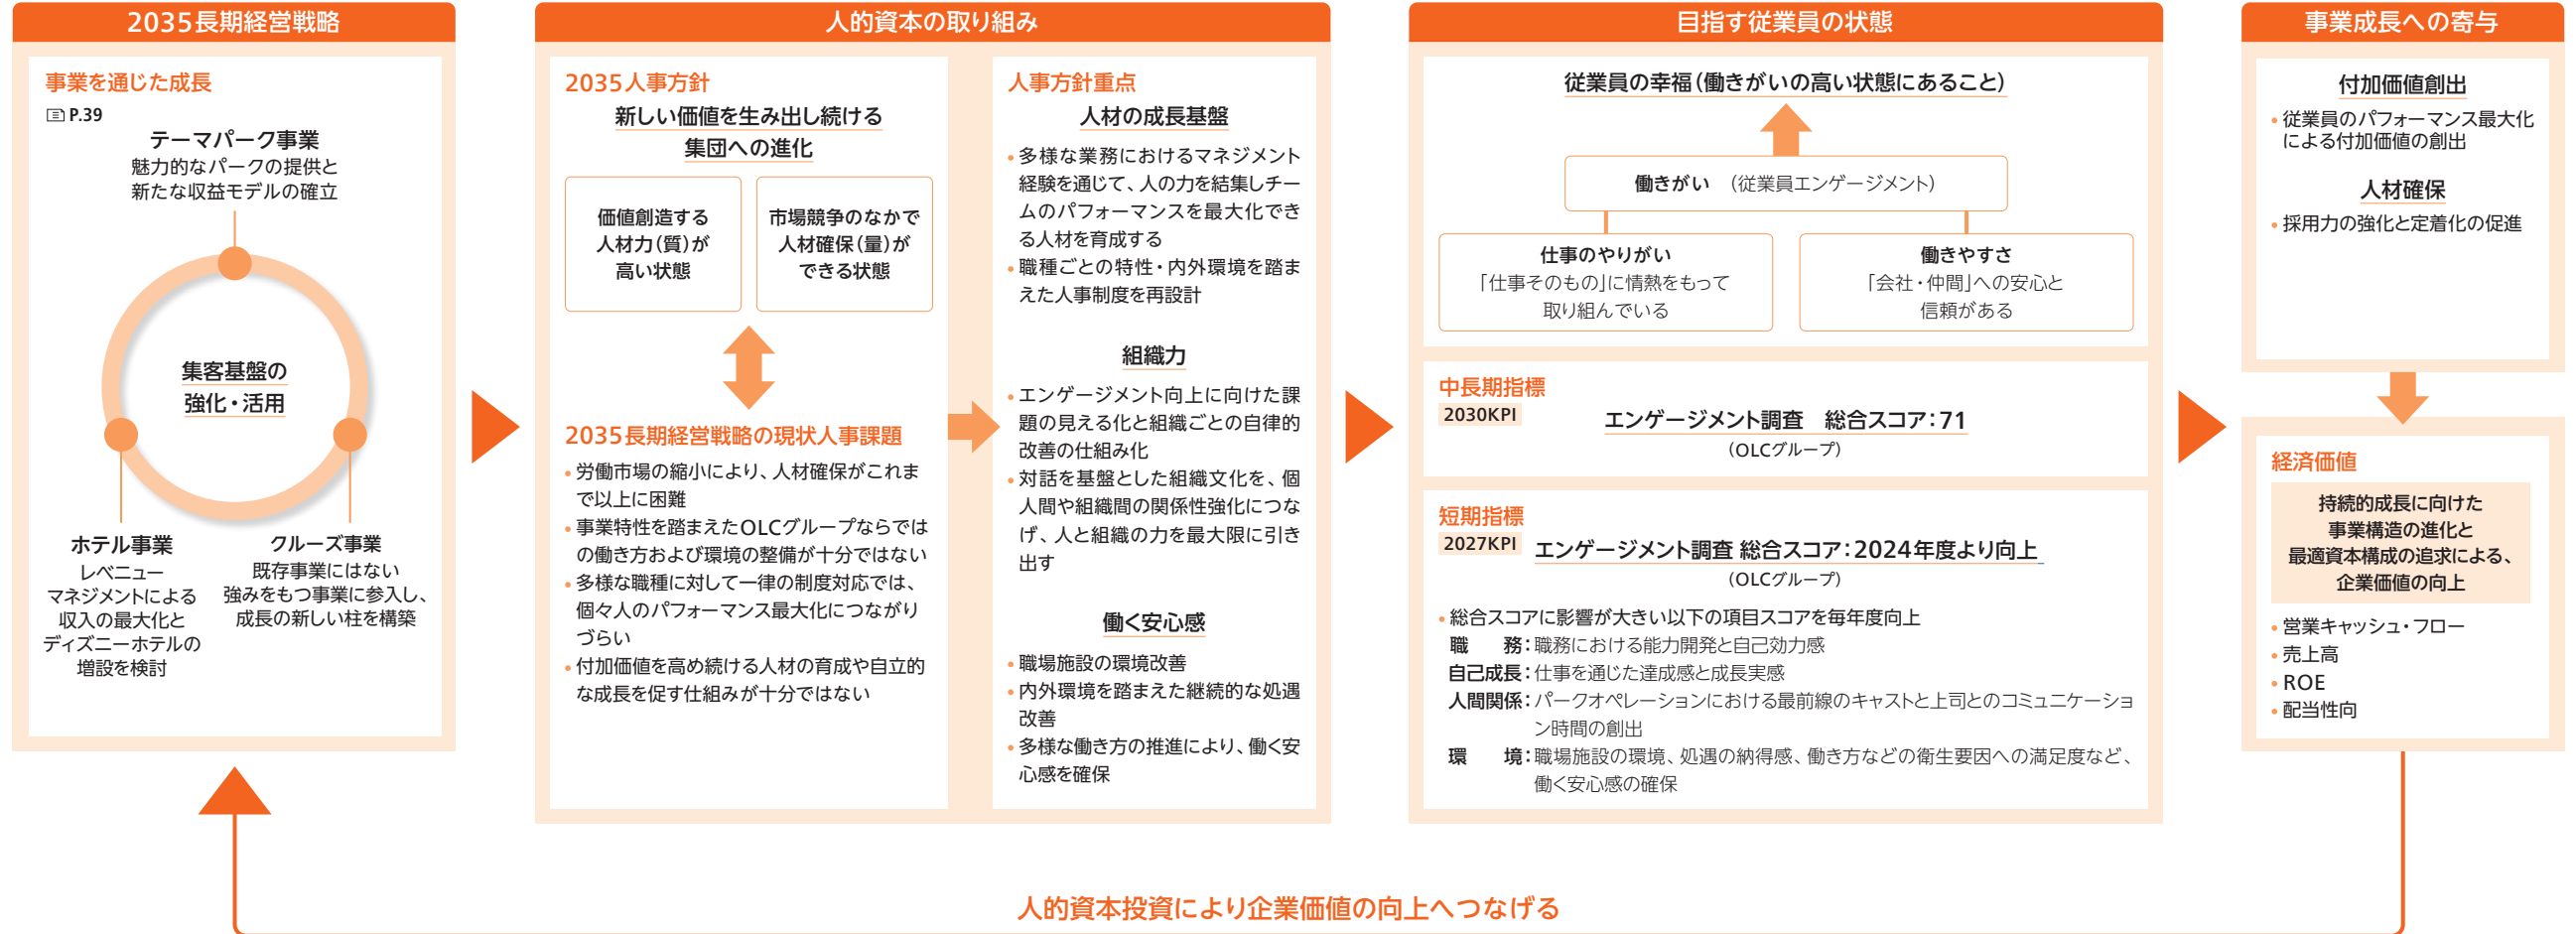 2035長期経営戦略
事業を通じた成長
P.39
テーマパーク事業
魅力的なパークの提供と
新たな収益モデルの確立
集客基盤の
強化・活用
ホテル事業
レベニュー
マネジメントによる
収入の最大化と
ディズニーホテルの
増設を検討
クルーズ事業
既存事業にはない
強みをもつ事業に参入し、
成長の新しい柱を構築
人的資本の取り組み
2035人事方針
新しい価値を生み出し続ける
集団への進化
価値創造する
人材力(質)が
高い状態
市場競争のなかで
人材確保(量)が
できる状態
2035長期経営戦略の現状人事課題
• 労働市場の縮小により、人材確保がこれま
で以上に困難
• 事業特性を踏まえたOLCグループならでは
の働き方および環境の整備が十分ではない
• 多様な職種に対して一律の制度対応では、
個々人のパフォーマンス最大化につながり
づらい
• 付加価値を高め続ける人材の育成や自立的
な成長を促す仕組みが十分ではない
人事方針重点
人材の成長基盤
• 多様な業務におけるマネジメント
経験を通じて、人の力を結集しチー
ムのパフォーマンスを最大化でき
る人材を育成する
• 職種ごとの特性・内外環境を踏ま
えた人事制度を再設計
組織力
• エンゲージメント向上に向けた課
題の見える化と組織ごとの自律的
改善の仕組み化
• 対話を基盤とした組織文化を、個
人間や組織間の関係性強化につな
げ、人と組織の力を最大限に引き
出す
働く安心感
• 職場施設の環境改善
• 内外環境を踏まえた継続的な処遇
改善
• 多様な働き方の推進により、働く安
心感を確保
目指す従業員の状態
従業員の幸福(働きがいの高い状態にあること)
働きがい (従業員エンゲージメント)
仕事のやりがい
「仕事そのもの」に情熱をもって
取り組んでいる
働きやすさ
「会社・仲間」への安心と
信頼がある
中長期指標
2030KPI
エンゲージメント調査 総合スコア:71
(OLCグループ)
短期指標
2027KPI
エンゲージメント調査 総合スコア:2024年度より向上
(OLCグループ)
• 総合スコアに影響が大きい以下の項目スコアを毎年度向上
職 務:職務における能力開発と自己効力感
自己成長:仕事を通じた達成感と成長実感
人間関係:パークオペレーションにおける最前線のキャストと上司とのコミュニケーショ
ン時間の創出
環 境:職場施設の環境、処遇の納得感、働き方などの衛生要因への満足度など、
働く安心感の確保
事業成長への寄与
付加価値創出
• 従業員のパフォーマンス最大化
による付加価値の創出
人材確保
• 採用力の強化と定着化の促進
経済価値
持続的成長に向けた
事業構造の進化と
最適資本構成の追求による、
企業価値の向上
• 営業キャッシュ・フロー
• 売上高
• ROE
• 配当性向
人的資本投資により企業価値の向上へつなげる